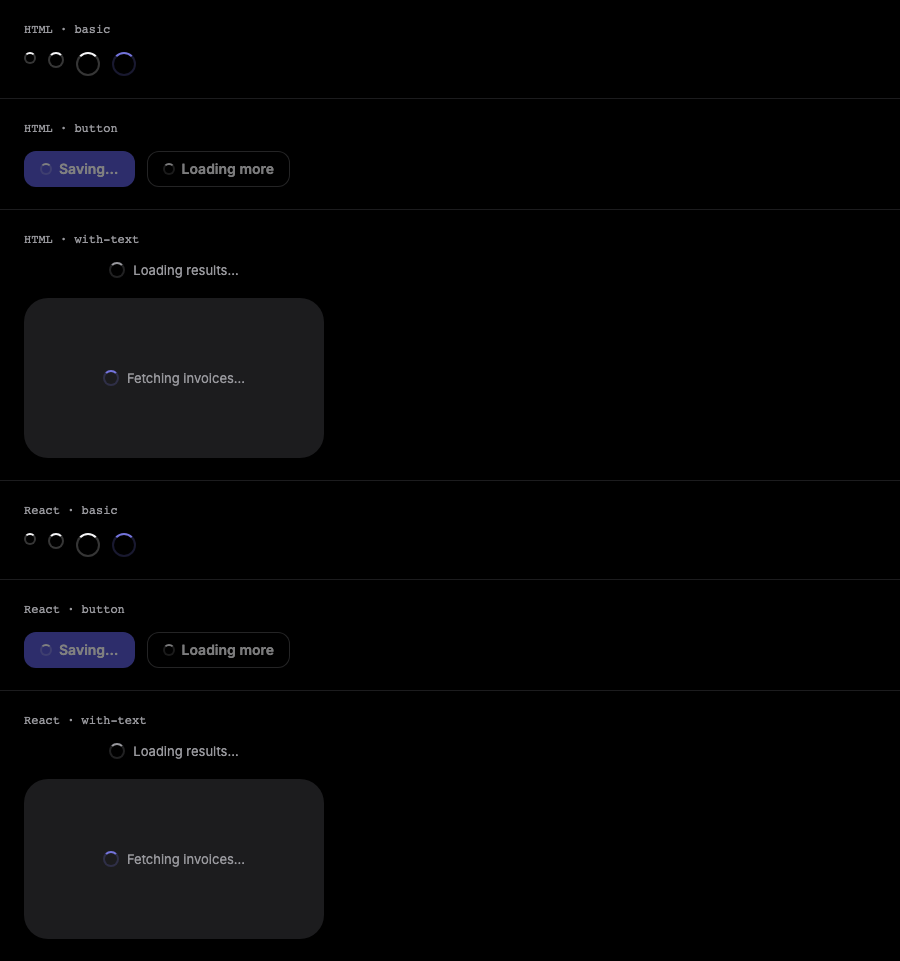 HTML · basic
HTML · button
Saving... Loading more
HTML · with-text
Loading results...
Fetching invoices...
React · basic
React · button
Saving... Loading more
React · with-text
Loading results...
Fetching invoices...